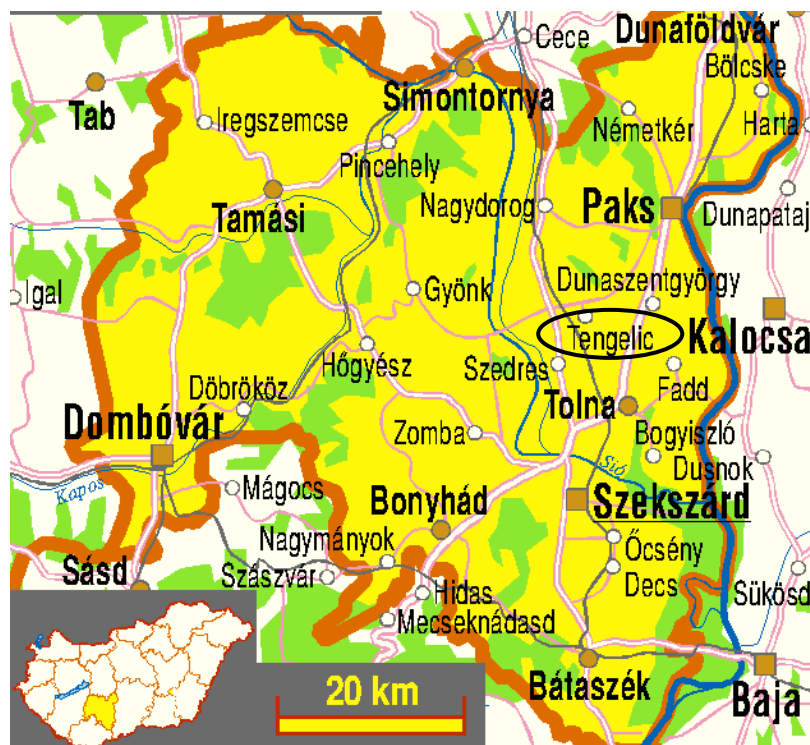 Cece
Dunaföldvár
Bölcske
Simontornya
Tab
Iregszemcse
Németkér
Harta
Pincehely
Tamási
Nagydorog
Paks
Dunapataj
Igal
Gyönk
Dunaszentgyörgy
Tengelic
Kalocsa
Hőgyész
Szedres
Fadd
Döbrököz
Tolna
Dombóvár
Zomba
Bogyiszló
Dusnok
Kapos
Sió
Mágocs
Bonyhád
Szekszárd
Nagymányok
Őcsény
Sásd
Szászvár
Decs
Hidas
Sükösd
Mecseknádasd
20 km
Bátaszék
Baja